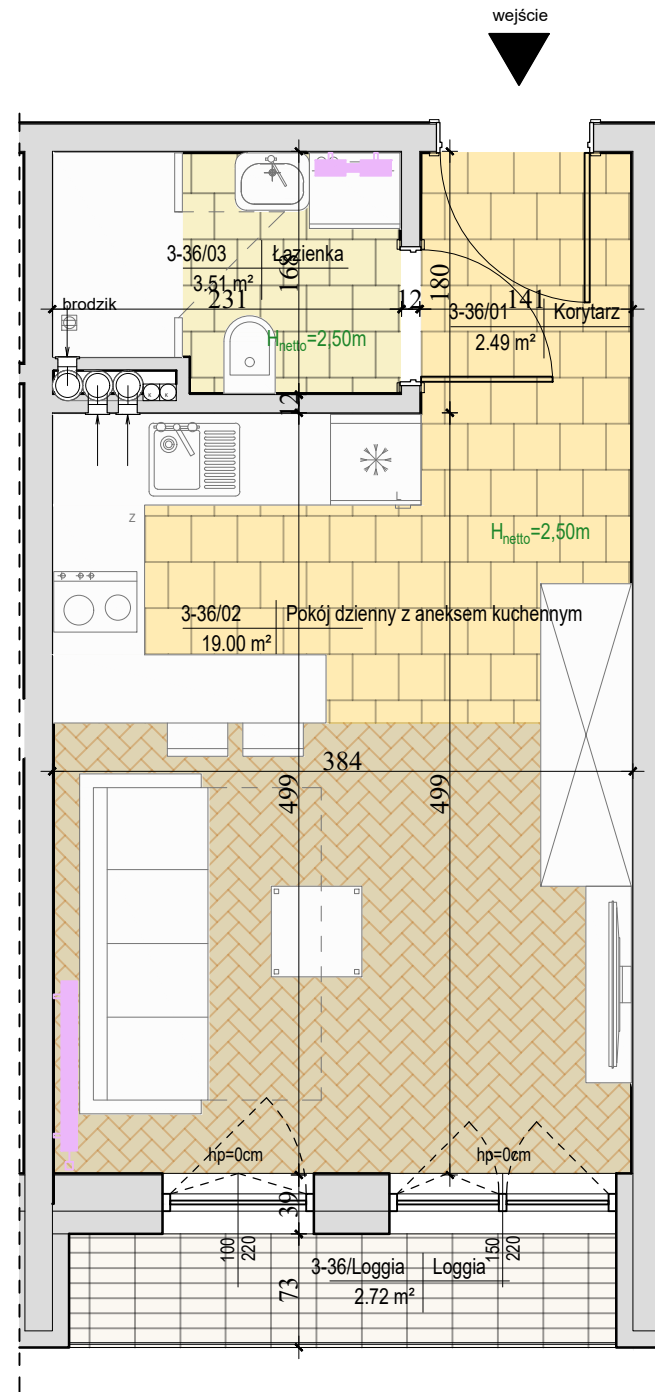 wejście
3-36/03 Łazienka
3.51 m²
168
231
12
180
141
brodzik
3-36/01 Korytarz
2.49 m²
Hnetto=2,50m
K K
12
L
Z
Hnetto=2,50m
3-36/02 Pokój dzienny z aneksem kuchennym
19.00 m²
384
499
499
hp=0cm
hp=0cm
39
100
220
150
220
3-36/Loggia Loggia
2.72 m²
73